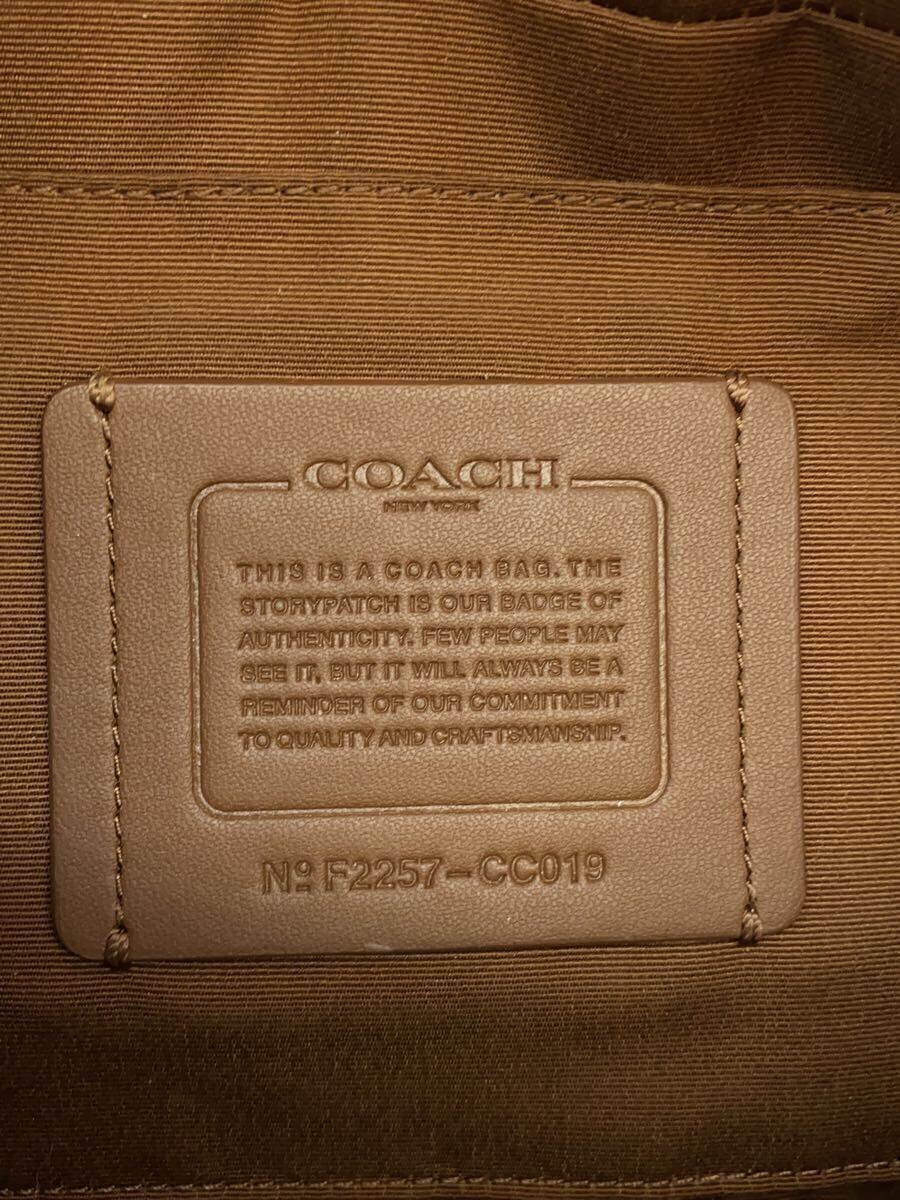 COACH
NEW YORK
THIS IS A COACH BAG. THE
STORYPATCH IS OUR BADGE OF
AUTHENTICITY. FEW PEOPLE MAY
SEE IT, BUT IT WILL ALWAYS BE A
REMINDER OF OUR COMMITMENT
TO QUALITY AND CRAFTSMANSHIP.
Nº F2257-CC019